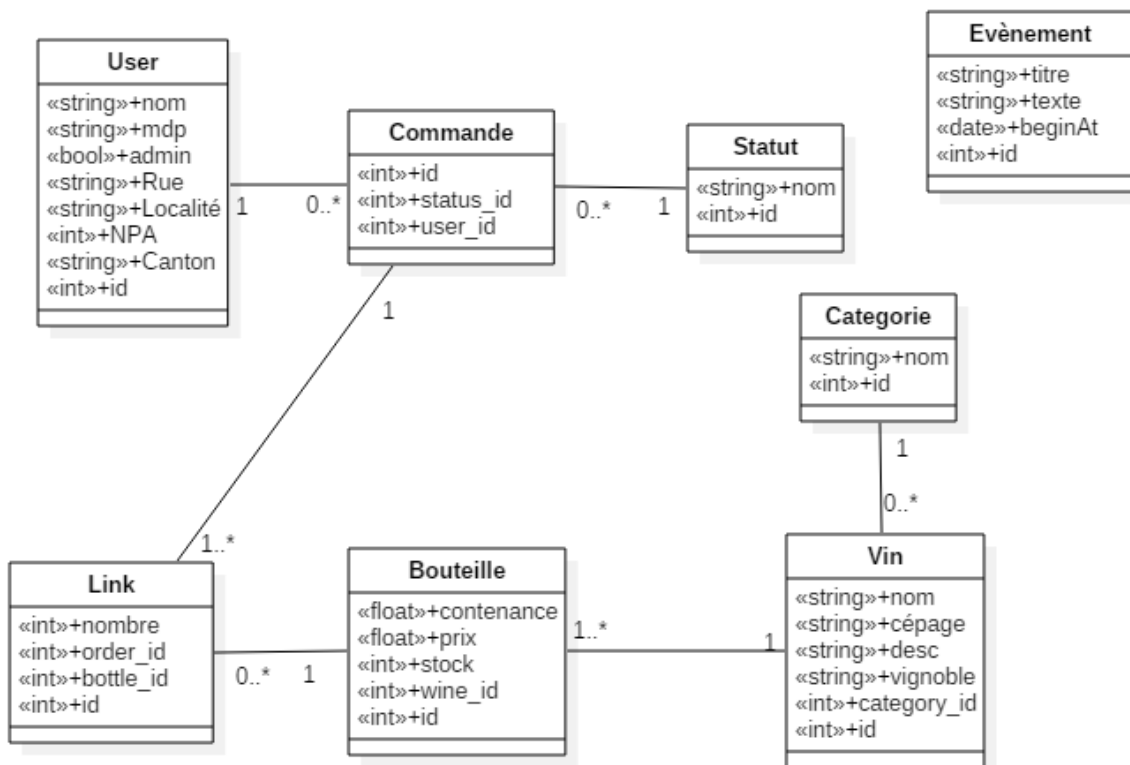 User
«string»+nom
«string»+mdp
«bool»+admin
«string»+Rue
«string»+Localité
«int»+NPA
«string»+Canton
«int»+id
1
0..*
Commande
«int»+id
«int»+status_id
«int»+user_id
0..*
1
Statut
«string»+nom
«int»+id
Evènement
«string»+titre
«string»+texte
«date»+beginAt
«int»+id
1
1..*
Categorie
«string»+nom
«int»+id
1
0..*
Link
«int»+nombre
«int»+order_id
«int»+bottle_id
«int»+id
0..*
1
Bouteille
«float»+contenance
«float»+prix
«int»+stock
«int»+wine_id
«int»+id
1..*
1
Vin
«string»+nom
«string»+cépage
«string»+desc
«string»+vignoble
«int»+category_id
«int»+id